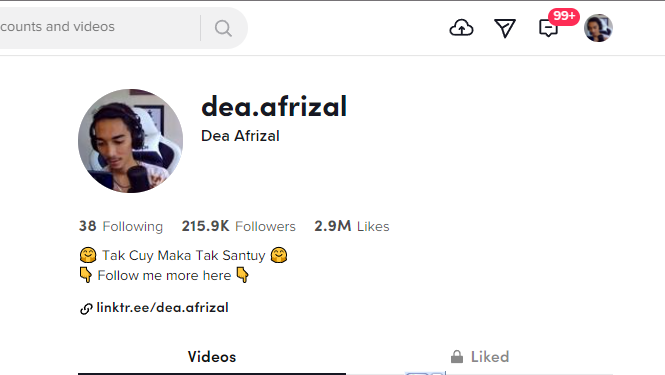 counts and videos
99+
dea.afrizal
Dea Afrizal
38 Following 215.9K Followers 2.9M Likes
🤗 Tak Cuy Maka Tak Santuy 🤗
👇 Follow me more here 👇
linktr.ee/dea.afrizal
Videos Liked